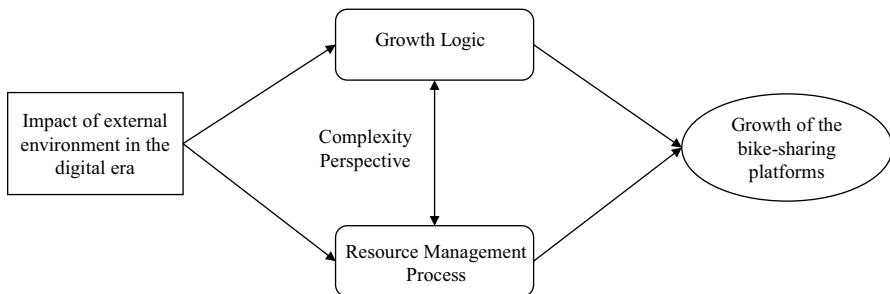 Growth Logic
Impact of external
environment in the
digital era
Complexity
Perspective
Growth of the
bike-sharing
platforms
Resource Management
Process